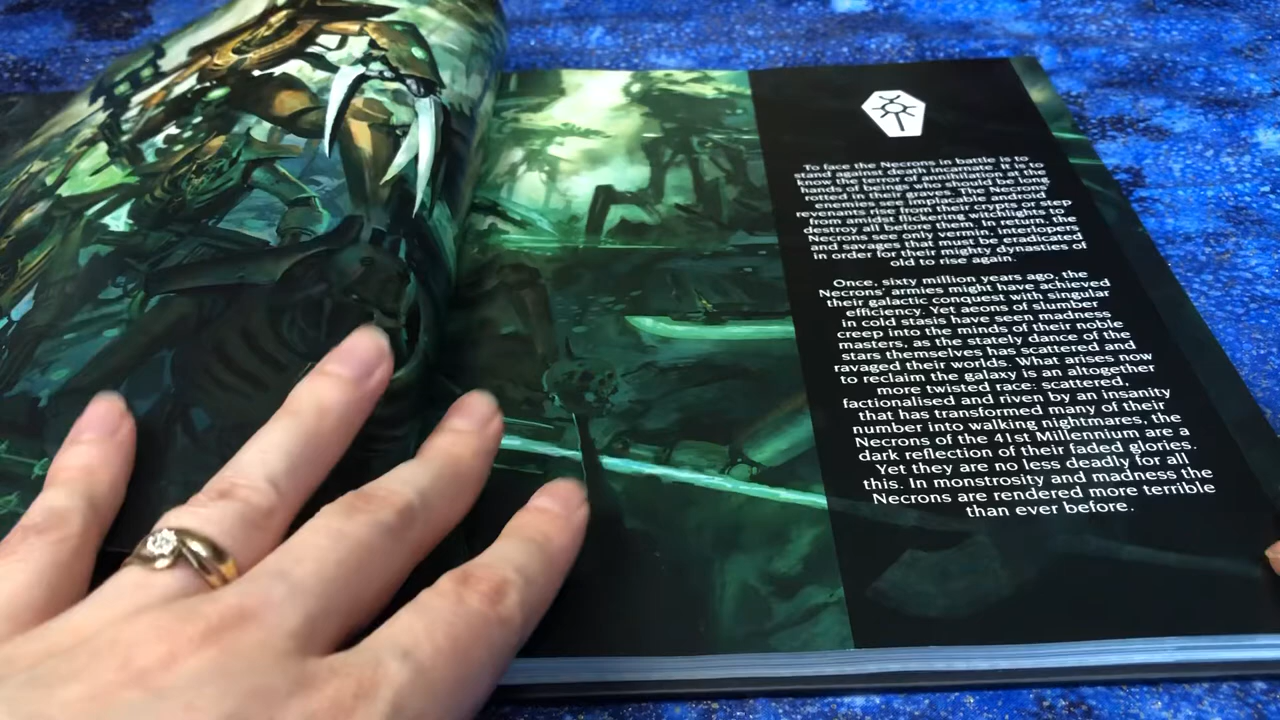 To face the Necrons in battle is to
stand against death incarnate. It is to
know the terror of annihilation at the
hands of beings who should be long
rotted in their graves. The Necrons'
enemies see implacable android
revenants rise from their crypts or step
from amidst flickering witchlights to
destroy all before them. In return, the
Necrons see only vermin, interlopers
and savages that must be eradicated
in order for their mighty dynasties of
old to rise again.
Once, sixty million years ago, the
Necrons' armies might have achieved
their galactic conquest with singular
efficiency. Yet aeons of slumber
in cold stasis have seen madness
creep into the minds of their noble
masters, as the stately dance of the
stars themselves has scattered and
ravaged their worlds. What arises now
to reclaim the galaxy is an altogether
more twisted race: scattered,
factionalised and riven by an insanity
that has transformed many of their
number into walking nightmares, the
Necrons of the 41st Millennium are a
dark reflection of their faded glories.
Yet they are no less deadly for all
this. In monstrosity and madness the
Necrons are rendered more terrible
than ever before.